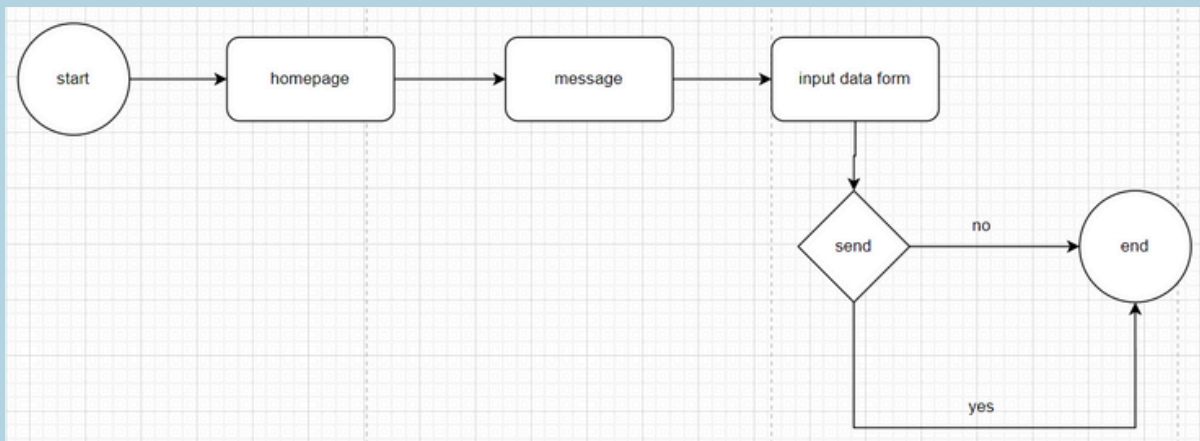 start
homepage
message
input data form
send
no
end
yes